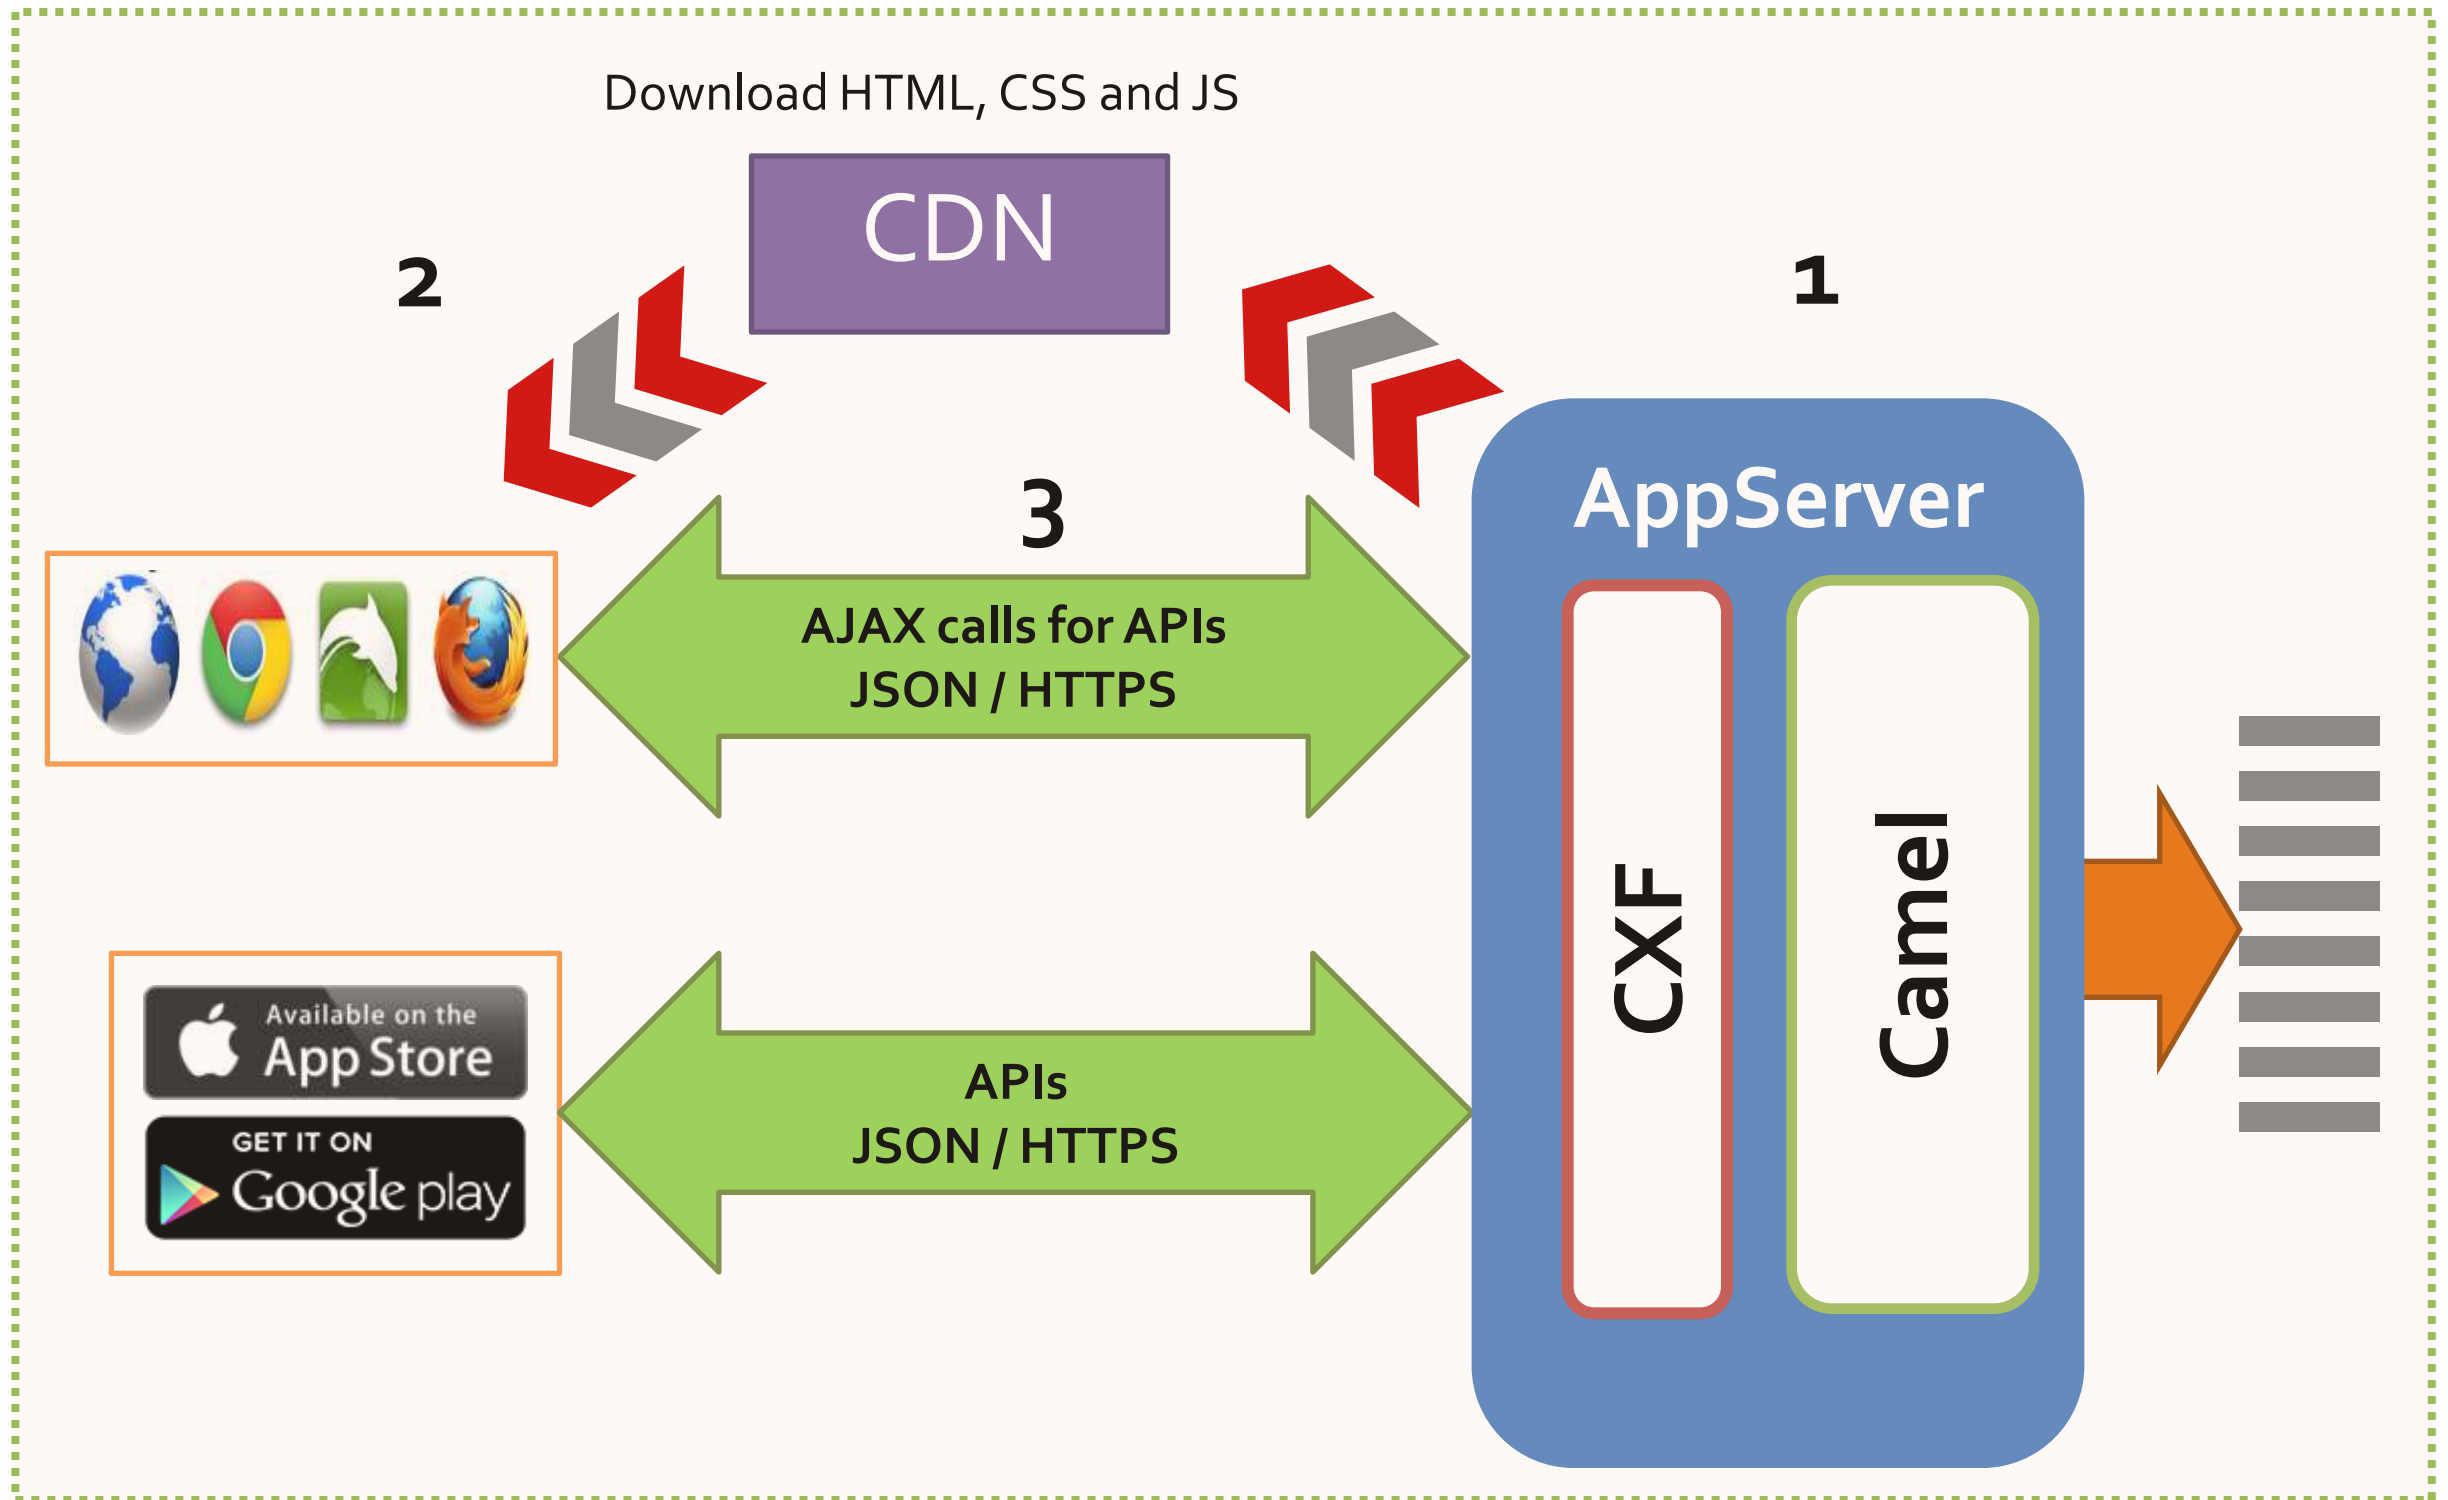 Download HTML, CSS and JS
CDN
2
1
3
AppServer
AJAX calls for APIs
JSON / HTTPS
CXF
Camel
Available on the
App Store
GET IT ON
Google play
APIs
JSON / HTTPS